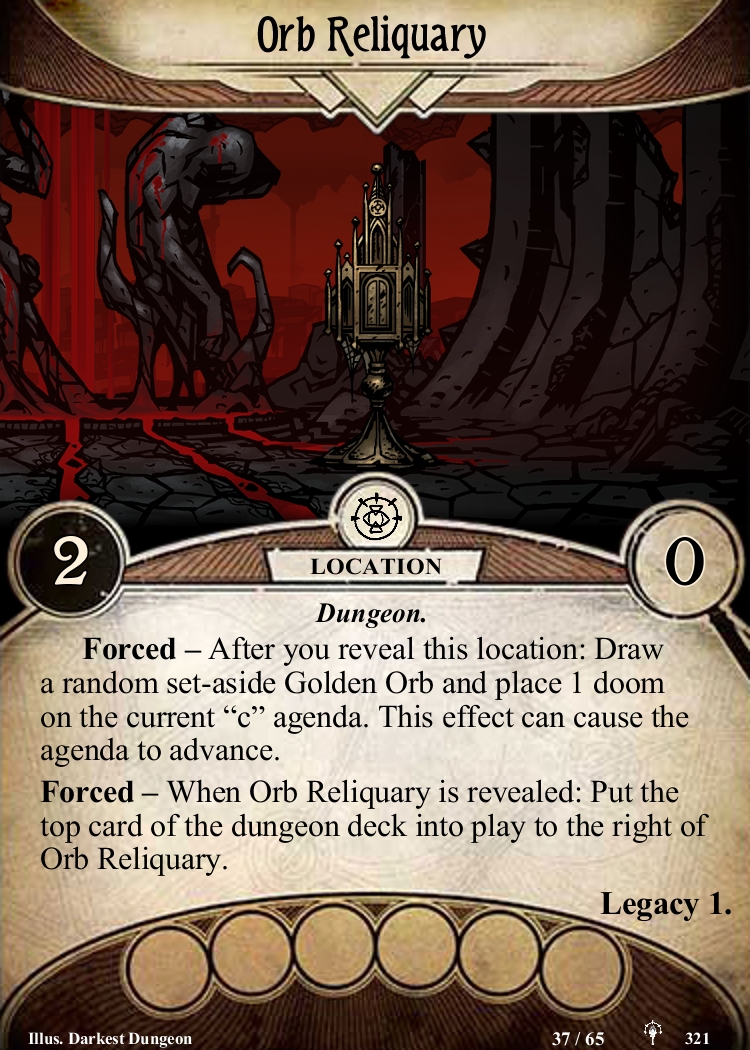 Orb Reliquary
2
LOCATION
0
Dungeon.
Forced – After you reveal this location: Draw
a random set-aside Golden Orb and place 1 doom
on the current “c” agenda. This effect can cause the
agenda to advance.
Forced – When Orb Reliquary is revealed: Put the
top card of the dungeon deck into play to the right of
Orb Reliquary.
Legacy 1.
Illus. Darkest Dungeon
37 / 65
321